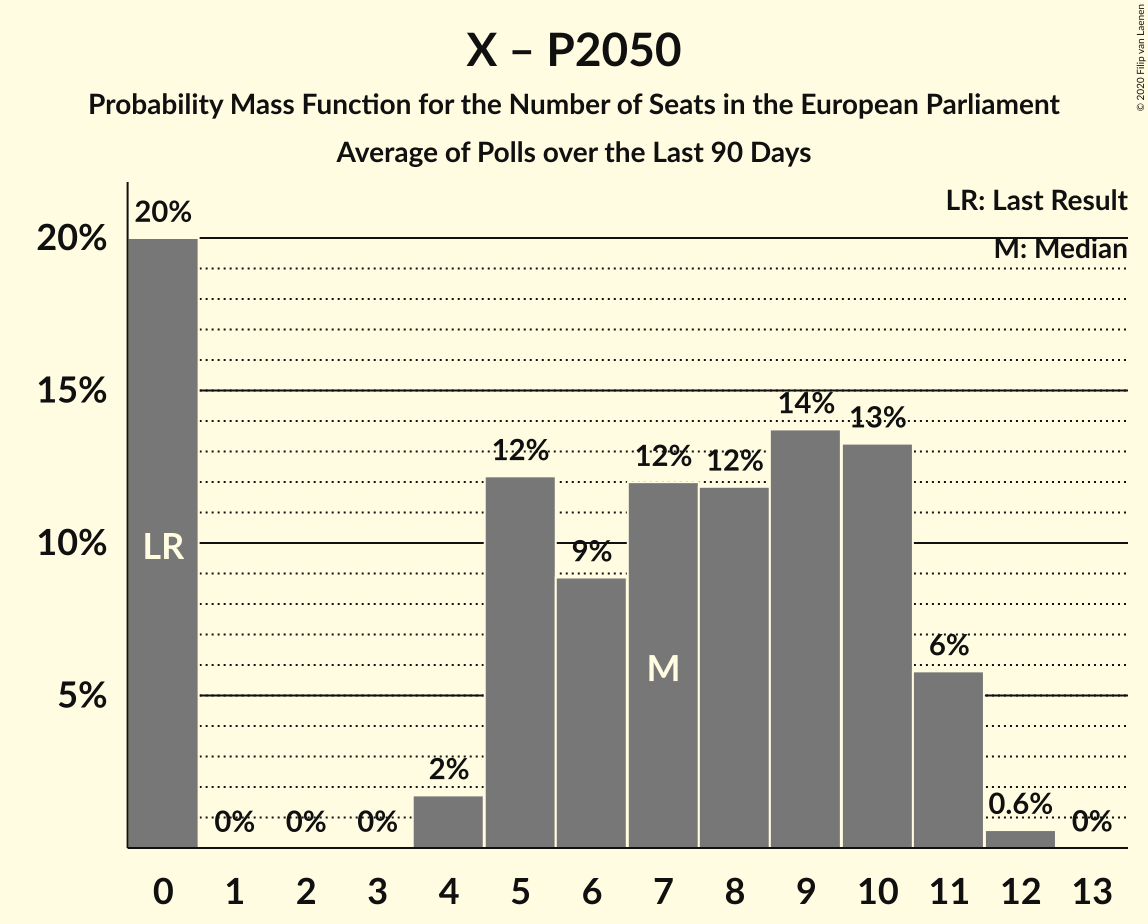 X – P2050
Probability Mass Function for the Number of Seats in the European Parliament
Average of Polls over the Last 90 Days
© 2020 Filip van Laenen
LR: Last Result
M: Median
20%
15%
10%
5%
20%
0%
0%
0%
2%
12%
9%
12%
12%
14%
13%
6%
0.6%
0%
LR
M
0 1 2 3 4 5 6 7 8 9 10 11 12 13